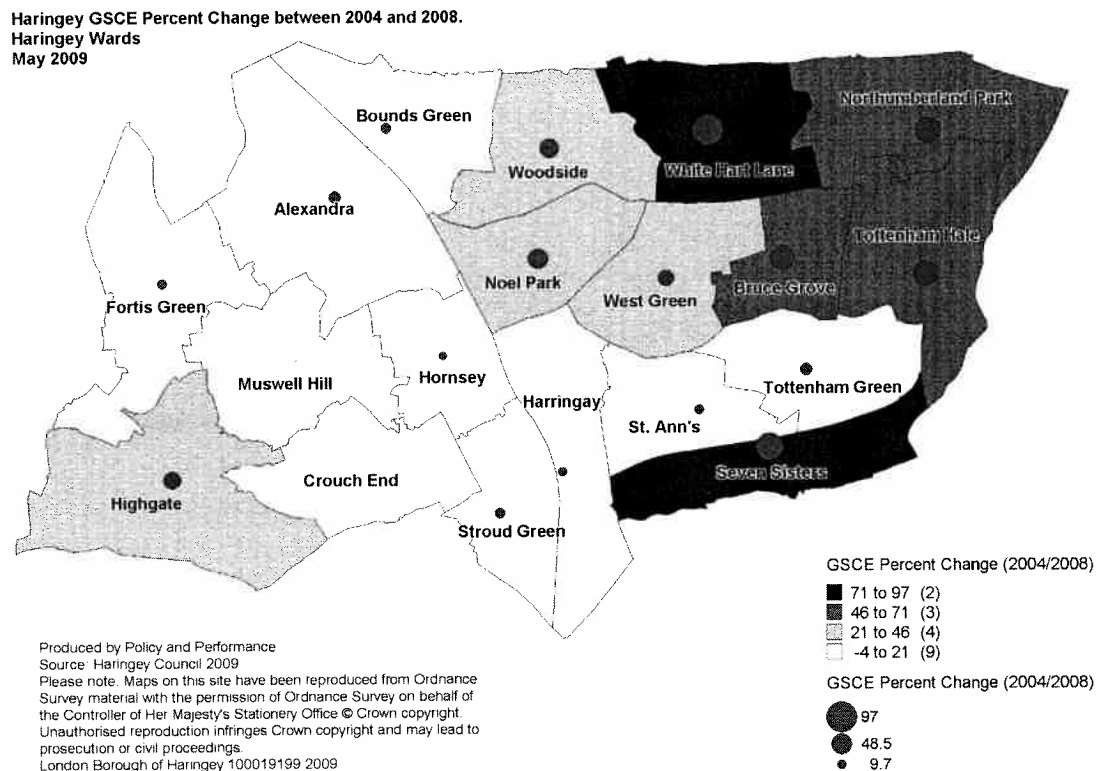 Haringey GSCE Percent Change between 2004 and 2008.
Haringey Wards
May 2009
Northumberland Park
Bounds Green
Woodside
White Hart Lane
Alexandra
Tottenham Hale
Noel Park
West Green
Bruce Grove
Fortis Green
Muswell Hill
Hornsey
Harringay
Tottenham Green
St. Ann's
Crouch End
Seven Sisters
Highgate
Stroud Green
GSCE Percent Change (2004/2008)
71 to 97 (2)
46 to 71 (3)
21 to 46 (4)
-4 to 21 (9)
GSCE Percent Change (2004/2008)
97
48.5
9.7
Produced by Policy and Performance
Source: Haringey Council 2009
Please note. Maps on this site have been reproduced from Ordnance
Survey material with the permission of Ordnance Survey on behalf of
the Controller of Her Majesty's Stationery Office © Crown copyright.
Unauthorised reproduction infringes Crown copyright and may lead to
prosecution or civil proceedings.
London Borough of Haringey 100019199 2009